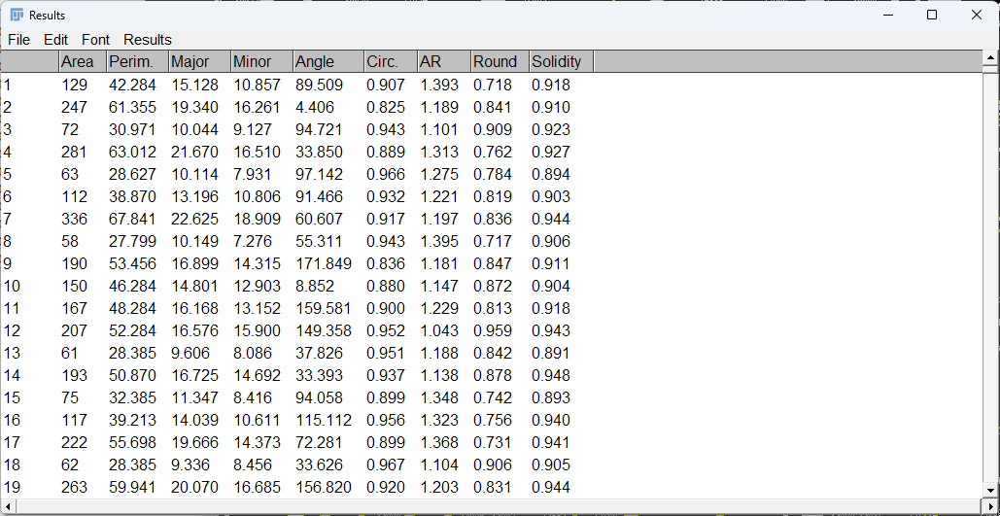 Results
File Edit Font Results
Area Perim. Major Minor Angle Circ. AR Round Solidity
1 129 42.284 15.128 10.857 89.509 0.907 1.393 0.718 0.918
2 247 61.355 19.340 16.261 4.406 0.825 1.189 0.841 0.910
3 72 30.971 10.044 9.127 94.721 0.943 1.101 0.909 0.923
4 281 63.012 21.670 16.510 33.850 0.889 1.313 0.762 0.927
5 63 28.627 10.114 7.931 97.142 0.966 1.275 0.784 0.894
6 112 38.870 13.196 10.806 91.466 0.932 1.221 0.819 0.903
7 336 67.841 22.625 18.909 60.607 0.917 1.197 0.836 0.944
8 58 27.799 10.149 7.276 55.311 0.943 1.395 0.717 0.906
9 190 53.456 16.899 14.315 171.849 0.836 1.181 0.847 0.911
10 150 46.284 14.801 12.903 8.852 0.880 1.147 0.872 0.904
11 167 48.284 16.168 13.152 159.581 0.900 1.229 0.813 0.918
12 207 52.284 16.576 15.900 149.358 0.952 1.043 0.959 0.943
13 61 28.385 9.606 8.086 37.826 0.951 1.188 0.842 0.891
14 193 50.870 16.725 14.692 33.393 0.937 1.138 0.878 0.948
15 75 32.385 11.347 8.416 94.058 0.899 1.348 0.742 0.893
16 117 39.213 14.039 10.611 115.112 0.956 1.323 0.756 0.940
17 222 55.698 19.666 14.373 72.281 0.899 1.368 0.731 0.941
18 62 28.385 9.336 8.456 33.626 0.967 1.104 0.906 0.905
19 263 59.941 20.070 16.685 156.820 0.920 1.203 0.831 0.944